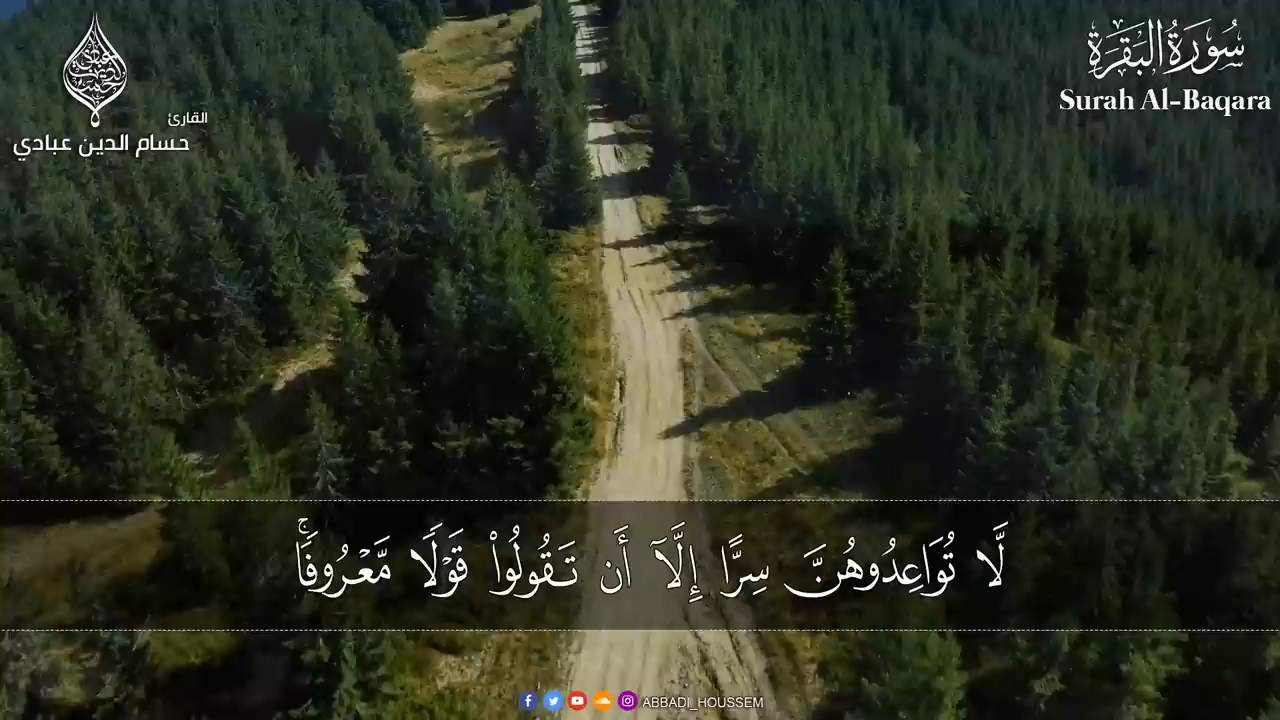 سُورَةُ البَقَرَة
Surah Al-Baqara
القارئ
حسام الدين عبادي
لَّا تُوَاعِدُوهُنَّ سِرًّا إِلَّآ أَن تَقُولُوا۟ قَوْلًا مَّعْرُوفًا ۚ
ABBADI_HOUSSEM